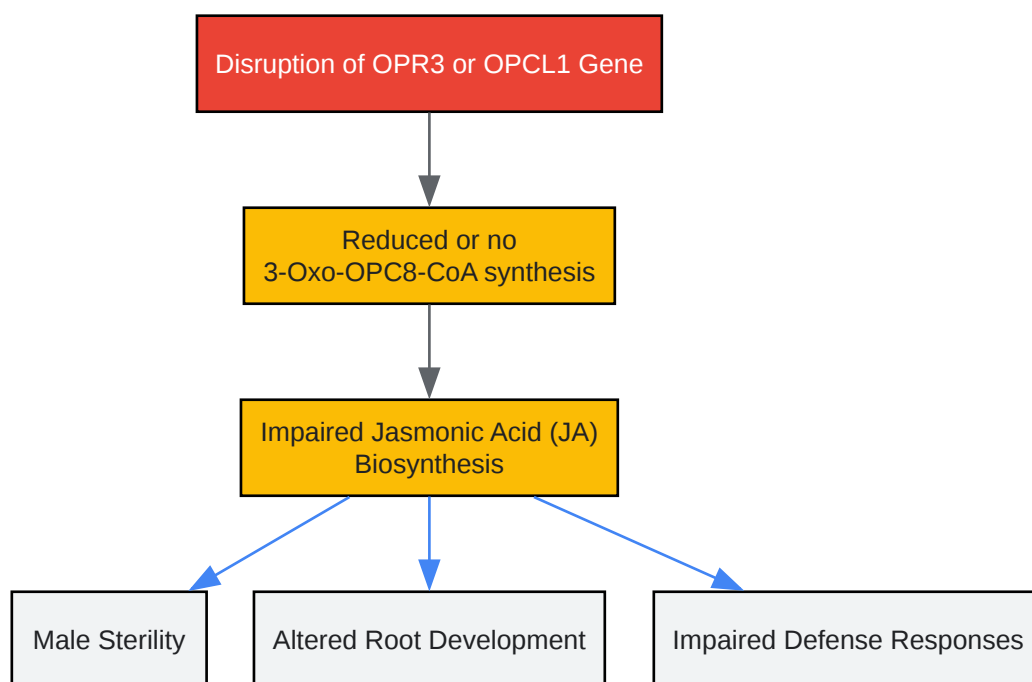 Disruption of OPR3 or OPCL1 Gene
Reduced or no
3-Oxo-OPC8-CoA synthesis
Impaired Jasmonic Acid (JA)
Biosynthesis
Male Sterility
Altered Root Development
Impaired Defense Responses